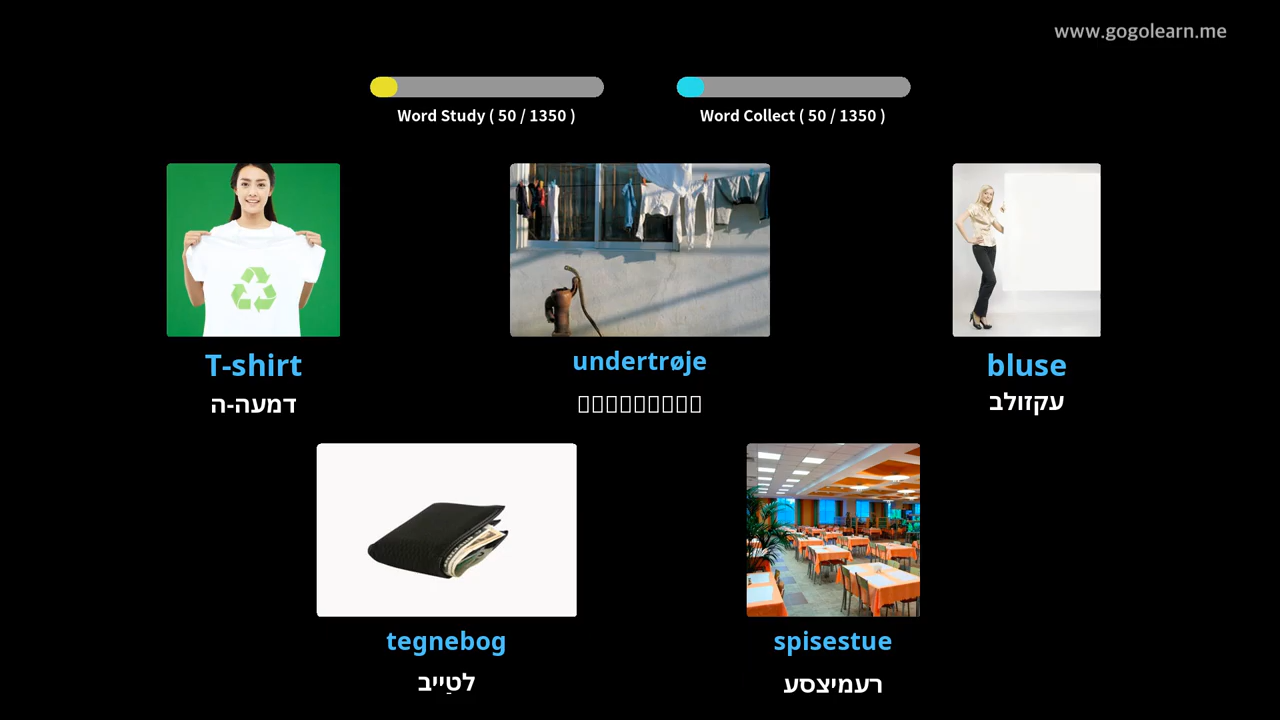 www.gogolearn.me
Word Study ( 50 / 1350 )
Word Collect ( 50 / 1350 )
T-shirt
דמעה-ה
undertrøje
bluse
עקזולב
tegnebog
לטַייב
spisestue
רעמיצסע